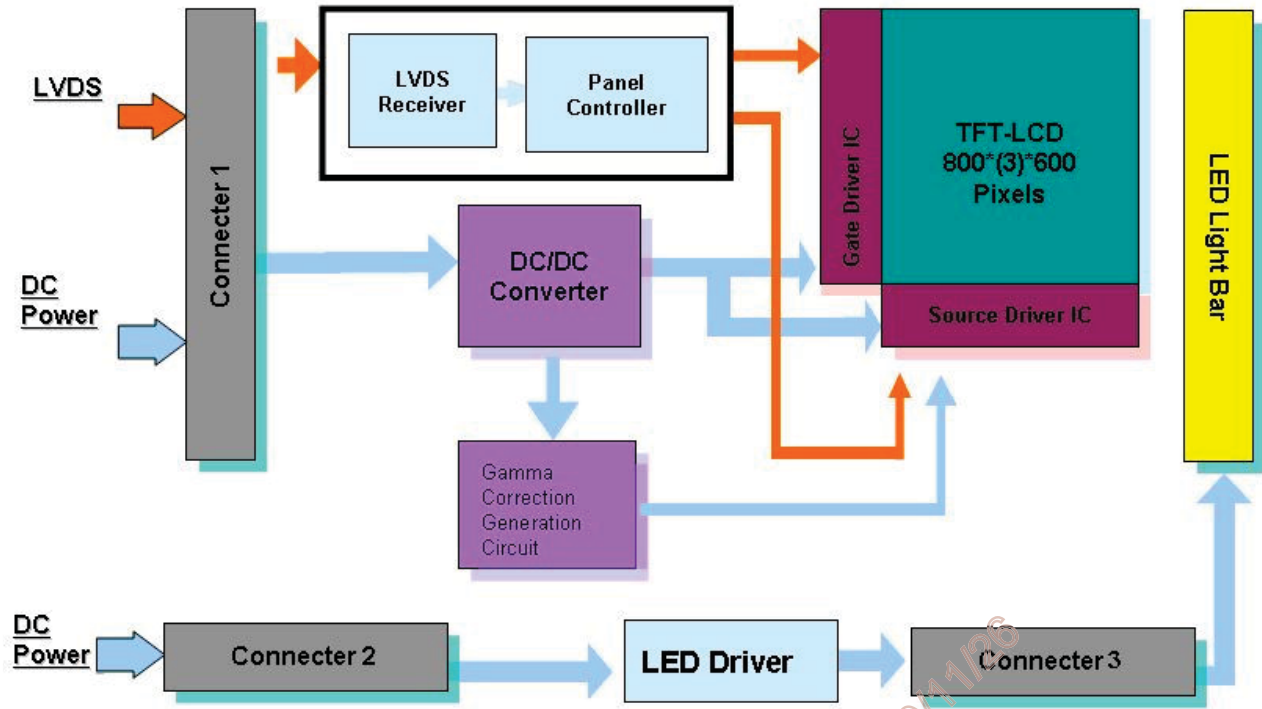 LVDS
DC
Power
Connecter 1
LVDS
Receiver
Panel
Controller
Gate Driver IC
TFT-LCD
800*(3)*600
Pixels
Source Driver IC
LED Light Bar
DC/DC
Converter
Gamma
Correction
Generation
Circuit
DC
Power
Connecter 2
LED Driver
Connecter 3